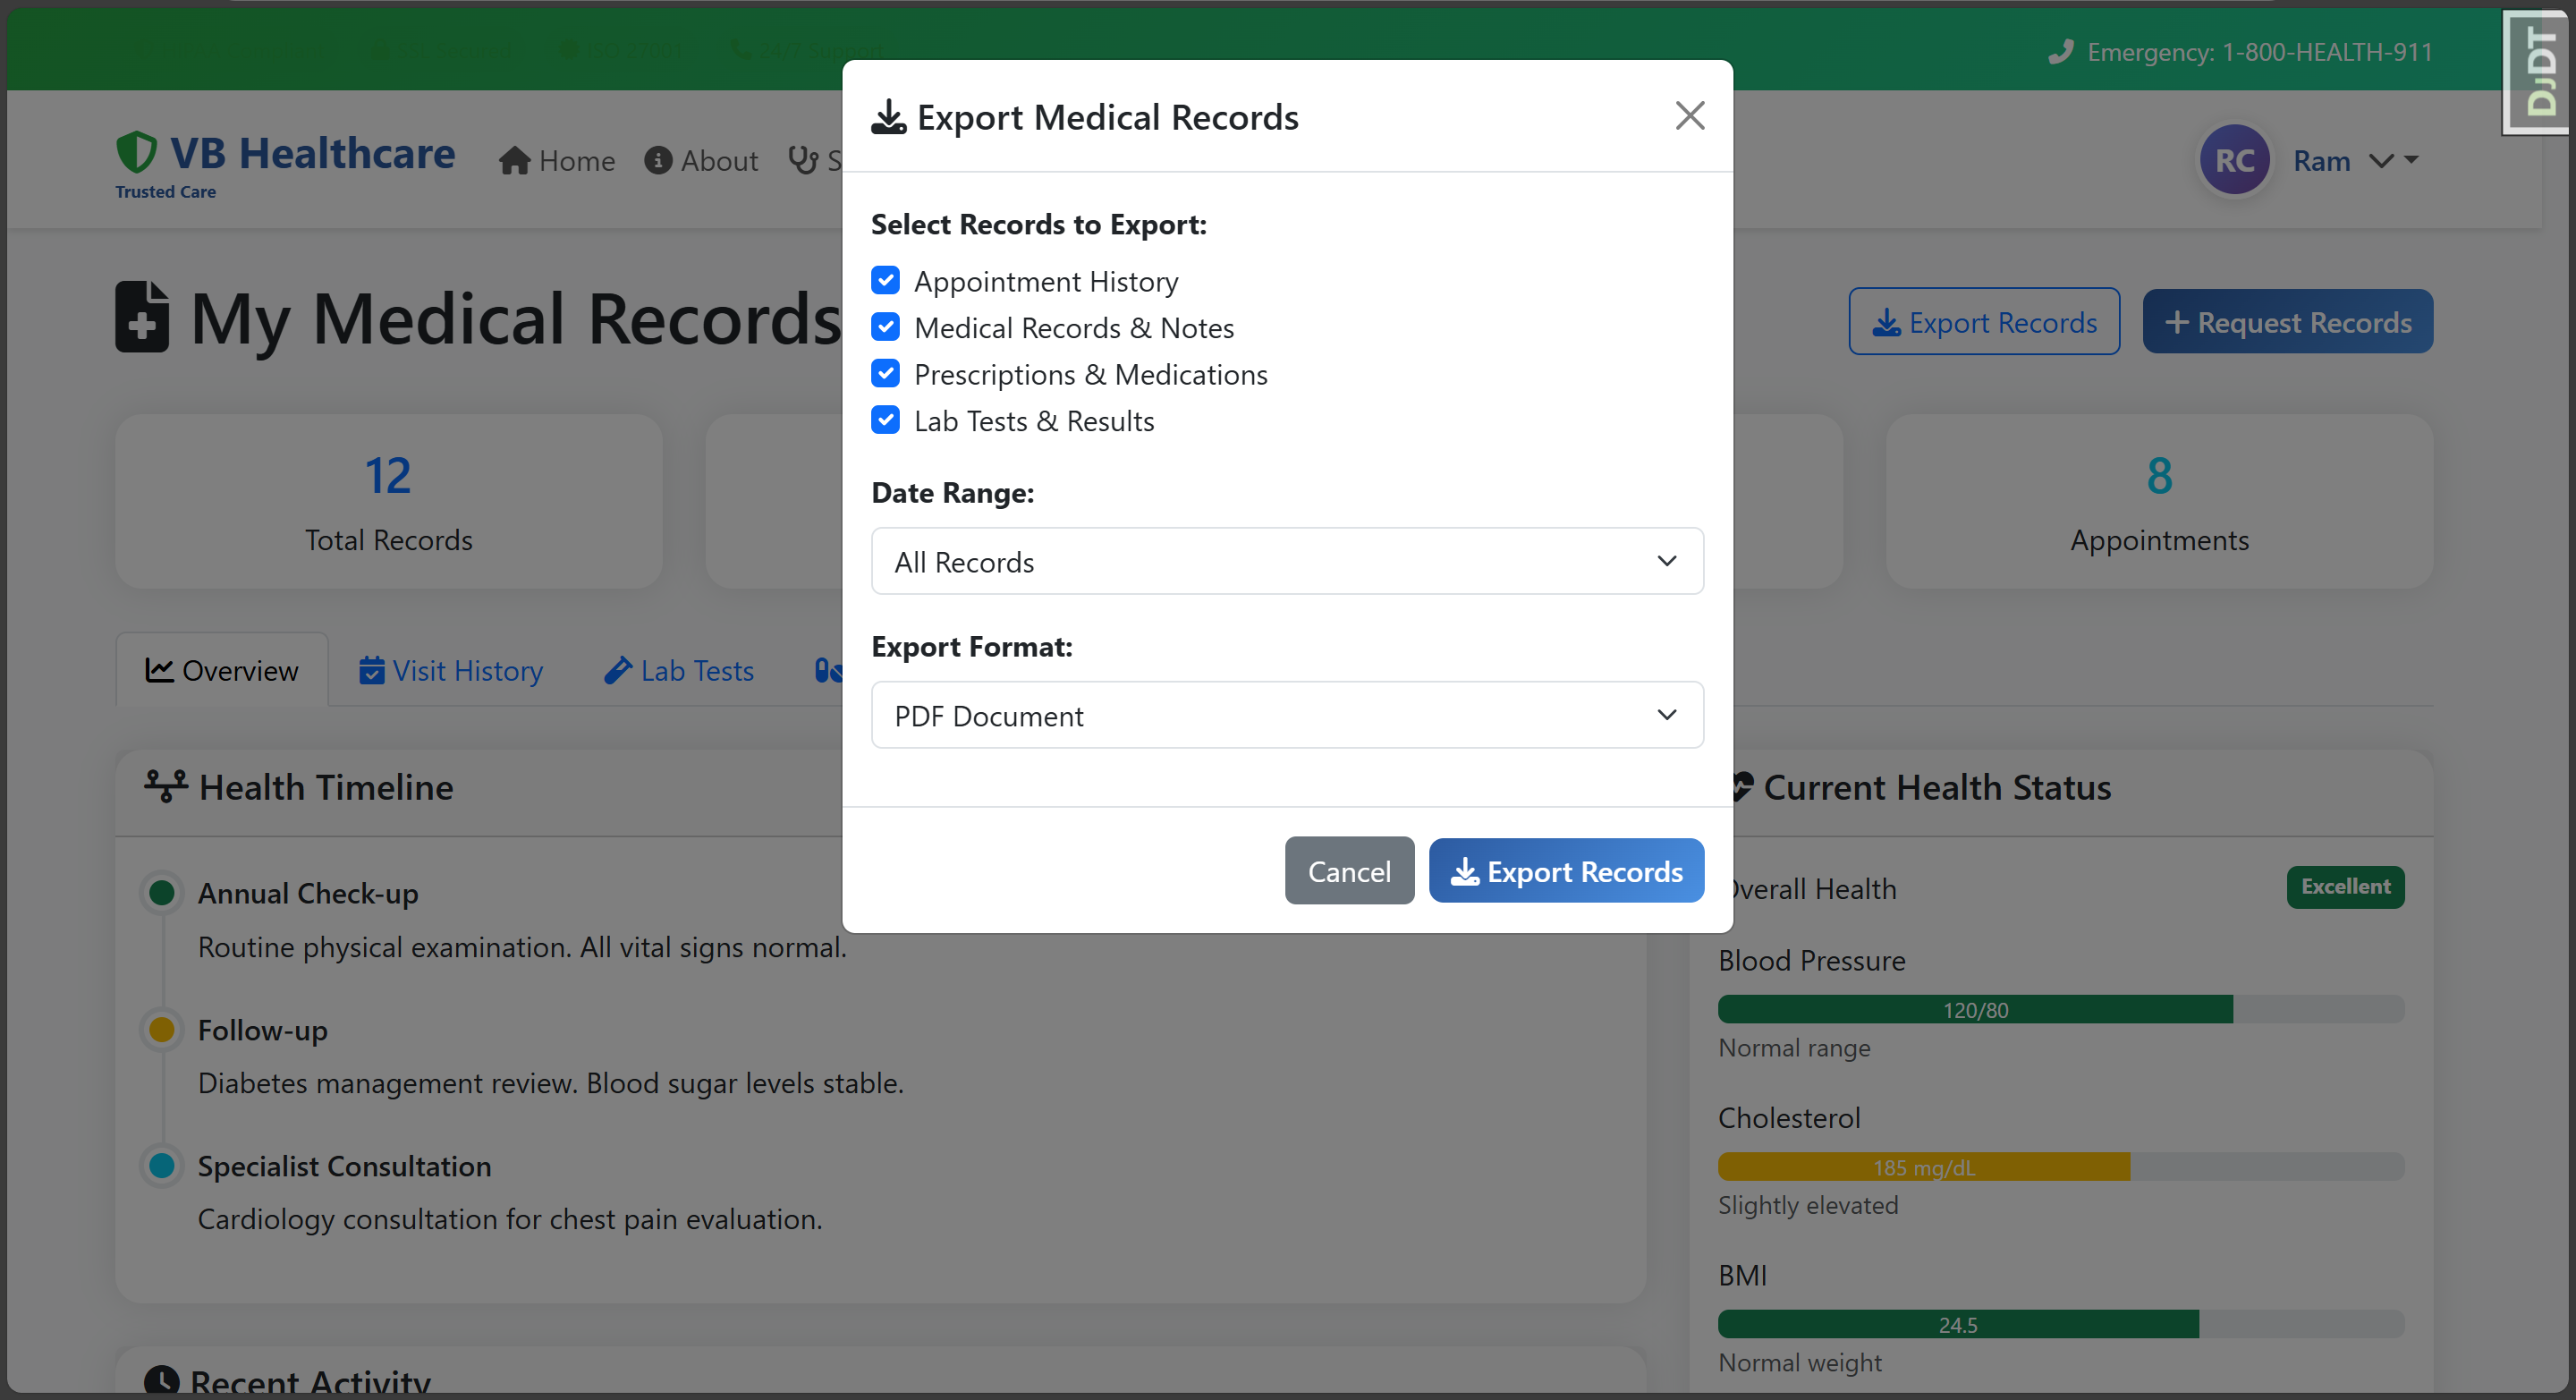 24/7 Support
Emergency: 1-800-HEALTH-911
DJDT
VB Healthcare
Trusted Care
Home
About
RC
Ram
My Medical Records
Export Records
Request Records
12
Total Records
8
Appointments
Overview
Visit History
Lab Tests
Export Medical Records
Select Records to Export:
Appointment History
Medical Records & Notes
Prescriptions & Medications
Lab Tests & Results
Date Range:
All Records
Export Format:
PDF Document
Cancel
Export Records
Health Timeline
Annual Check-up
Routine physical examination. All vital signs normal.
Follow-up
Diabetes management review. Blood sugar levels stable.
Specialist Consultation
Cardiology consultation for chest pain evaluation.
Recent Activity
Current Health Status
Overall Health
Excellent
Blood Pressure
120/80
Normal range
Cholesterol
185 mg/dL
Slightly elevated
BMI
24.5
Normal weight